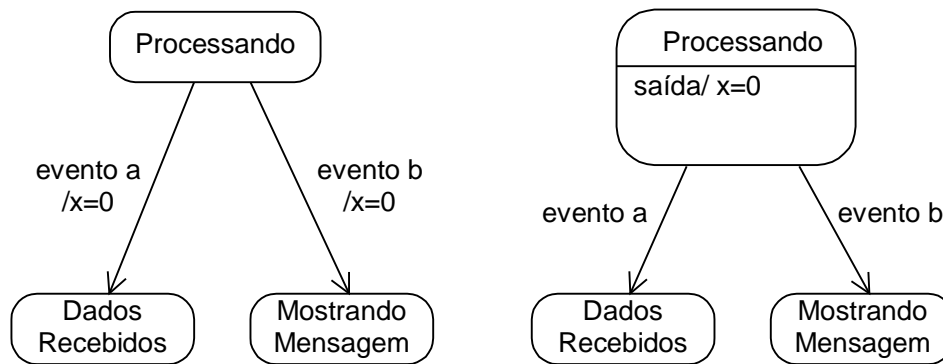 Processando
evento a
/x=0
evento b
/x=0
Dados
Recebidos
Mostrando
Mensagem
Processando
saída/ x=0
evento a
evento b
Dados
Recebidos
Mostrando
Mensagem